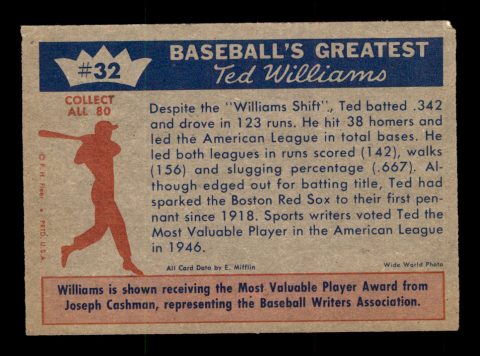 #32
BASEBALL'S GREATEST
Ted Williams
COLLECT
ALL 80
Despite the "Williams Shift"., Ted batted .342
and drove in 123 runs. He hit 38 homers and
led the American League in total bases. He
led both leagues in runs scored (142), walks
(156) and slugging percentage (.667). Al-
though edged out for batting title, Ted had
sparked the Boston Red Sox to their first pen-
nant since 1918. Sports writers voted Ted the
Most Valuable Player in the American League
in 1946.
© F. H. Fleer ★ PRTD. U.S.A.
All Card Data by E. Mifflin
Wide World Photo
Williams is shown receiving the Most Valuable Player Award from
Joseph Cashman, representing the Baseball Writers Association.